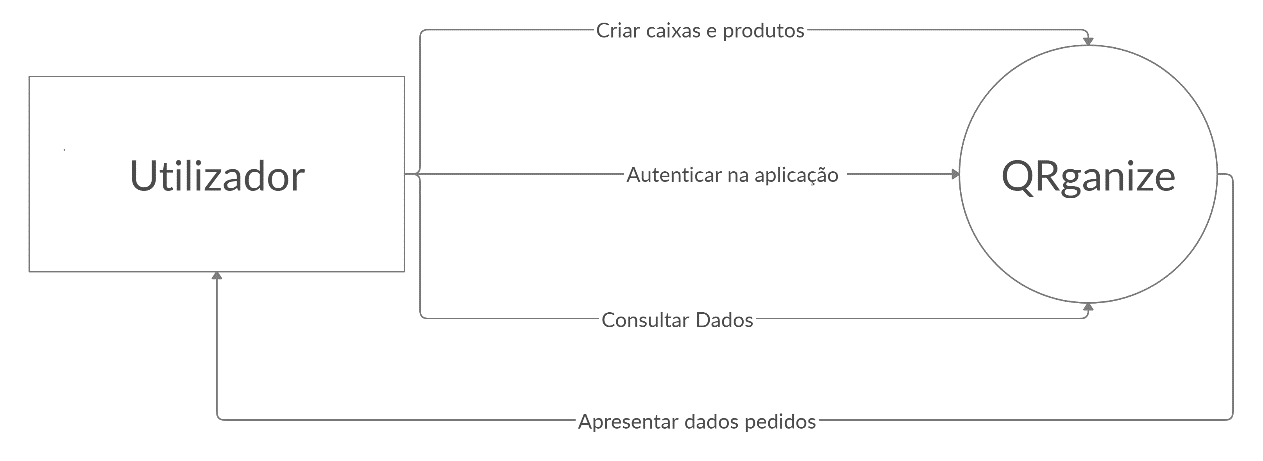 Criar caixas e produtos
Utilizador
Autenticar na aplicação
QRganize
Consultar Dados
Apresentar dados pedidos